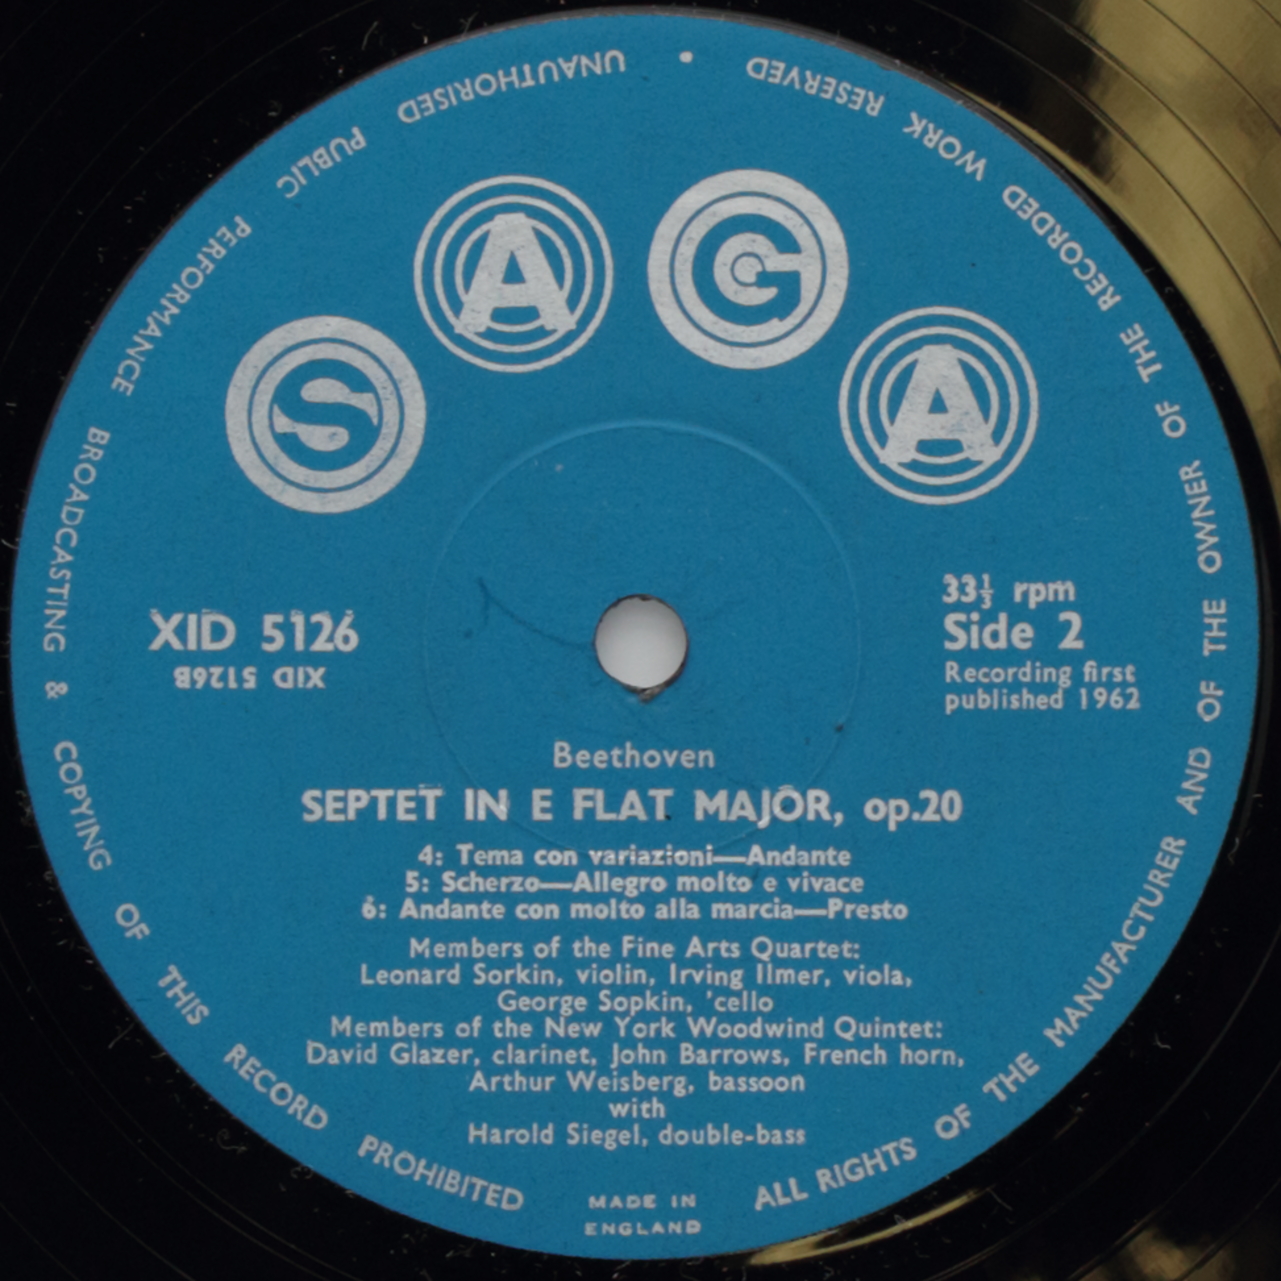 SAGA
XID 5126
XID 5126B
33⅓ rpm
Side 2
Recording first
published 1962
Beethoven
SEPTET IN E FLAT MAJOR, op.20
4: Tema con variazioni—Andante
5: Scherzo—Allegro molto e vivace
6: Andante con molto alla marcia—Presto
Members of the Fine Arts Quartet:
Leonard Sorkin, violin, Irving Ilmer, viola,
George Sopkin, 'cello
Members of the New York Woodwind Quintet:
David Glazer, clarinet, John Barrows, French horn,
Arthur Weisberg, bassoon
with
Harold Siegel, double-bass
MADE IN
ENGLAND
ALL RIGHTS OF THE MANUFACTURER AND OF THE OWNER OF THE RECORDED WORK RESERVED • UNAUTHORISED PUBLIC PERFORMANCE BROADCASTING & COPYING OF THIS RECORD PROHIBITED